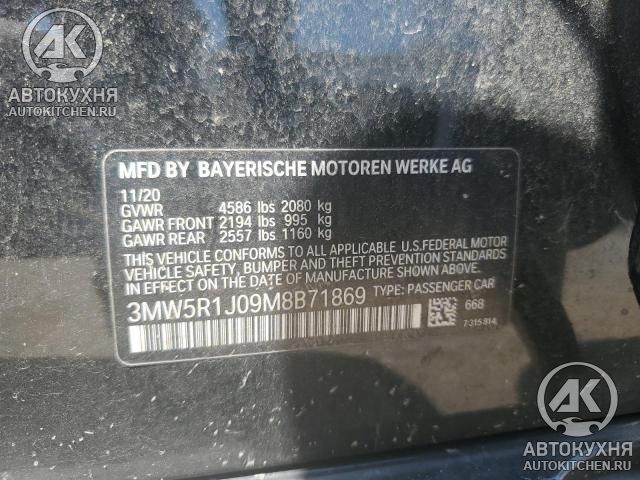 АК
АВТОКУХНЯ
AUTOKITCHEN.RU
MFD BY BAYERISCHE MOTOREN WERKE AG
11/20
GVWR 4586 lbs 2080 kg
GAWR FRONT 2194 lbs 995 kg
GAWR REAR 2557 lbs 1160 kg
THIS VEHICLE CONFORMS TO ALL APPLICABLE U.S.FEDERAL MOTOR
VEHICLE SAFETY, BUMPER AND THEFT PREVENTION STANDARDS
IN EFFECT ON THE DATE OF MANUFACTURE SHOWN ABOVE.
3MW5R1J09M8B71869 TYPE: PASSENGER CAR
668
7 315 814
АК
АВТОКУХНЯ
AUTOKITCHEN.RU